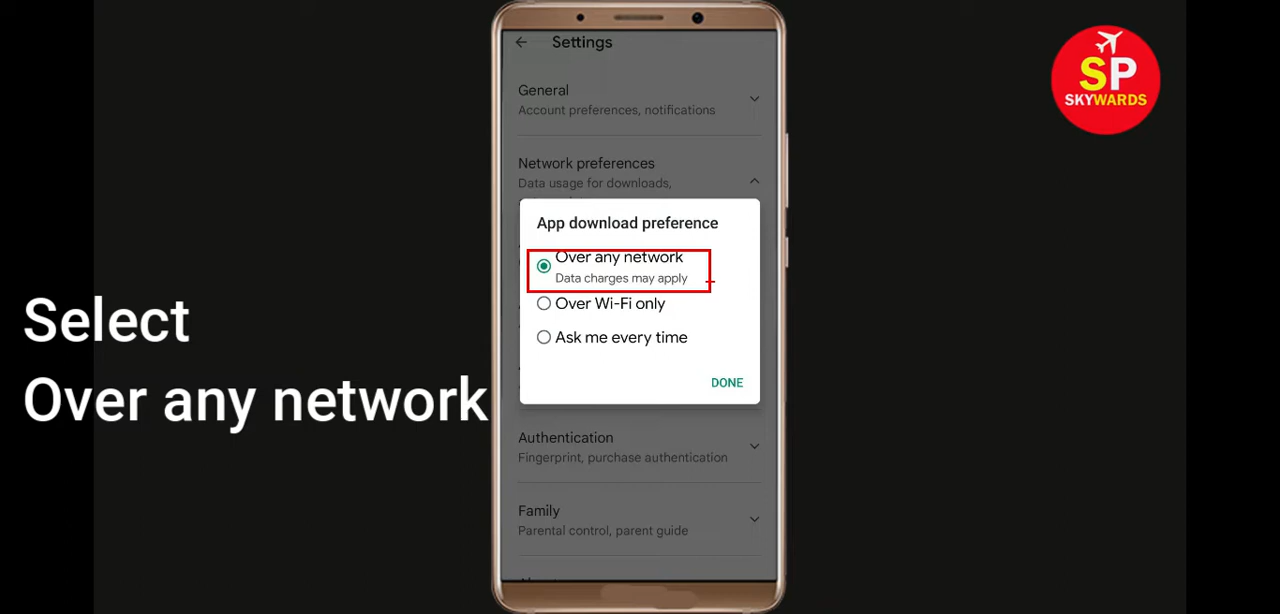 Settings
General
Account preferences, notifications
Network preferences
Data usage for downloads,
App download preference
Over any network
Data charges may apply
Over Wi-Fi only
Ask me every time
DONE
Authentication
Fingerprint, purchase authentication
Family
Parental control, parent guide
Select
Over any network
SP
SKYWARDS